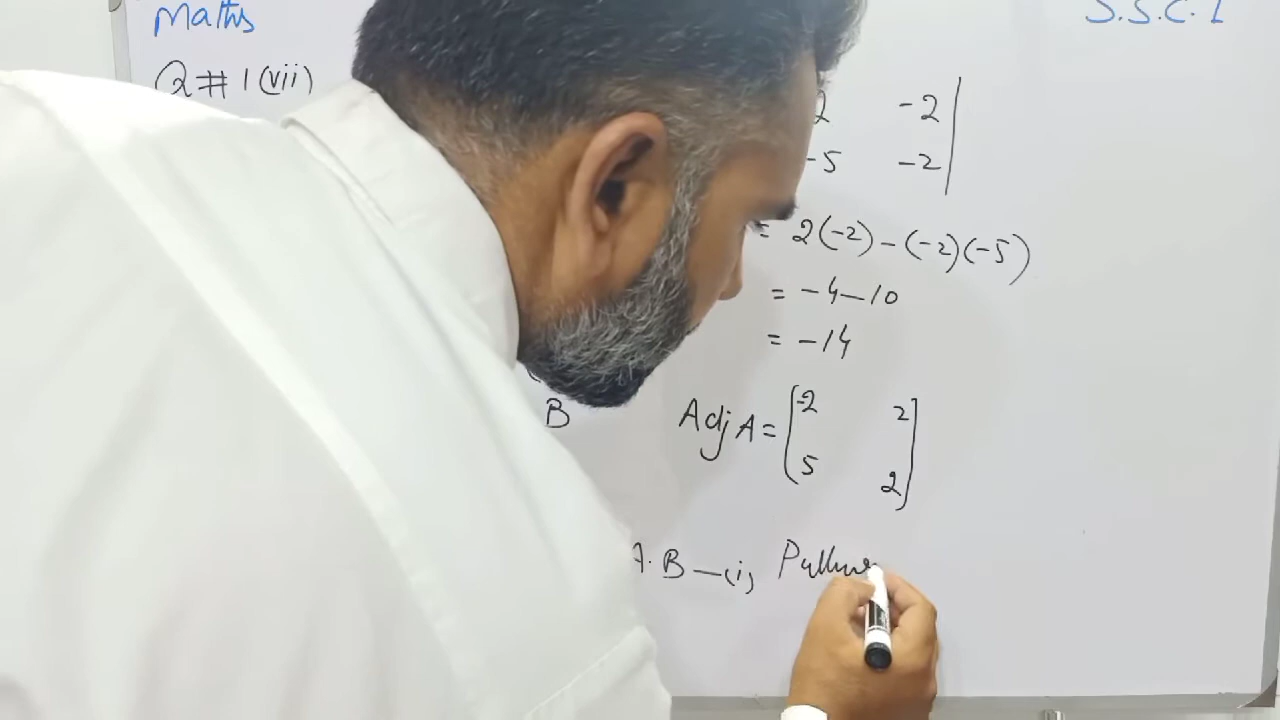 Maths
S.S.C. I
Q # 1 (vii)
2 -2
-5 -2
= 2(-2) - (-2)(-5)
= -4 - 10
= -14
B
Adj A = [-2 2
5 2]
A. B — (i)